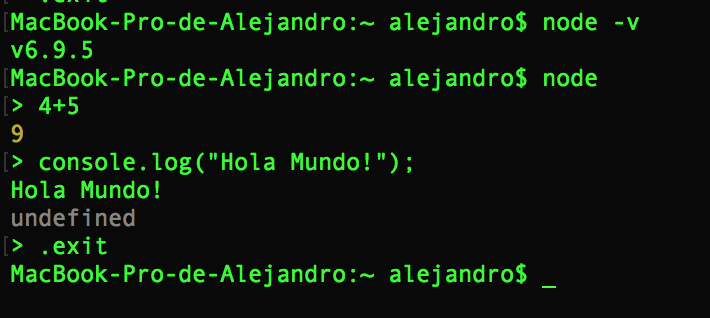 > .exit
MacBook-Pro-de-Alejandro:~ alejandro$ node -v
v6.9.5
MacBook-Pro-de-Alejandro:~ alejandro$ node
> 4+5
9
> console.log("Hola Mundo!");
Hola Mundo!
undefined
> .exit
MacBook-Pro-de-Alejandro:~ alejandro$ _